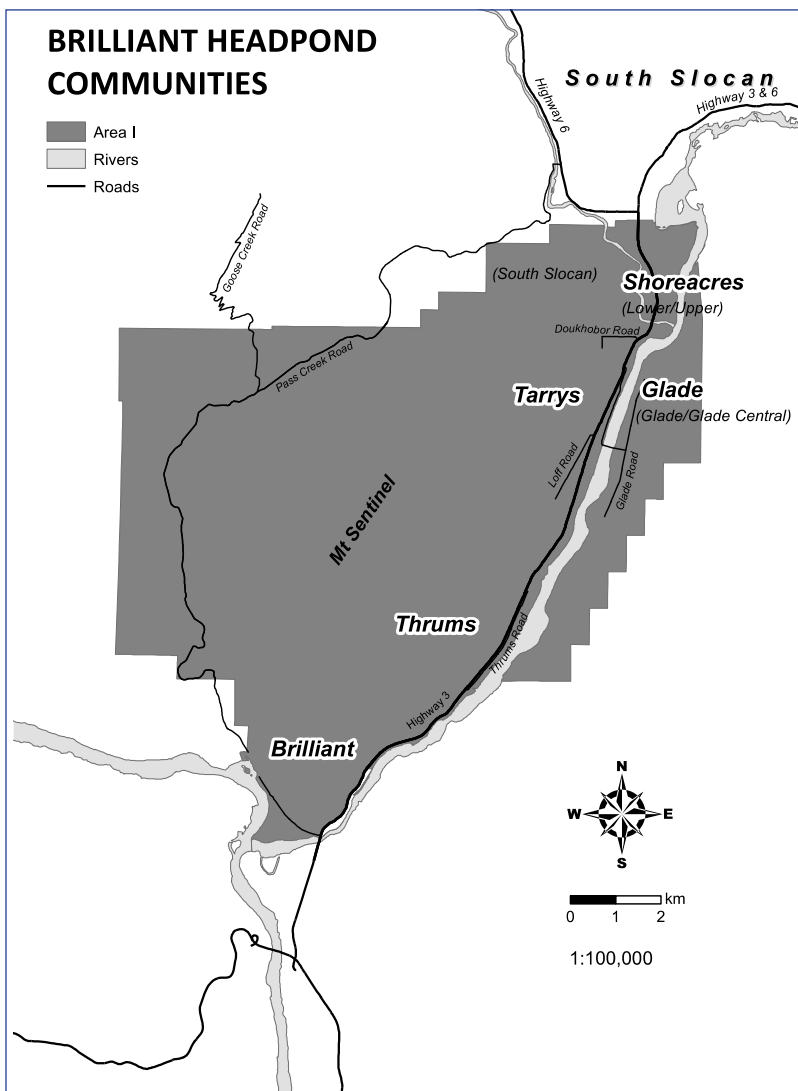 BRILLIANT HEADPOND
COMMUNITIES
Area I
Rivers
Roads
South Slocan
Highway 6
Highway 3 & 6
Goose Creek Road
(South Slocan)
Shoreacres
(Lower/Upper)
Doukhobor Road
Pass Creek Road
Tarrys
Glade
(Glade/Glade Central)
Loff Road
Glade Road
Mt Sentinel
Thrums
Thrums Road
Highway 3
Brilliant
N
W E
S
km
0 1 2
1:100,000